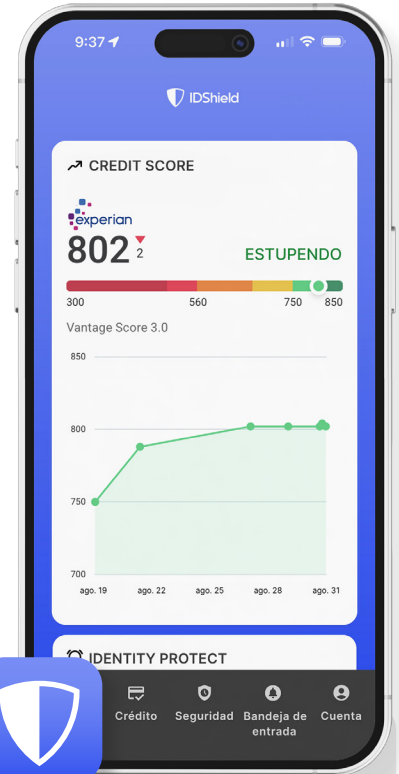 9:37
IDShield
CREDIT SCORE
experian
802 2
ESTUPENDO
300 560 750 850
Vantage Score 3.0
850
800
750
700
ago. 19 ago. 22 ago. 25 ago. 28 ago. 31
IDENTITY PROTECT
Crédito Seguridad Bandeja de entrada Cuenta